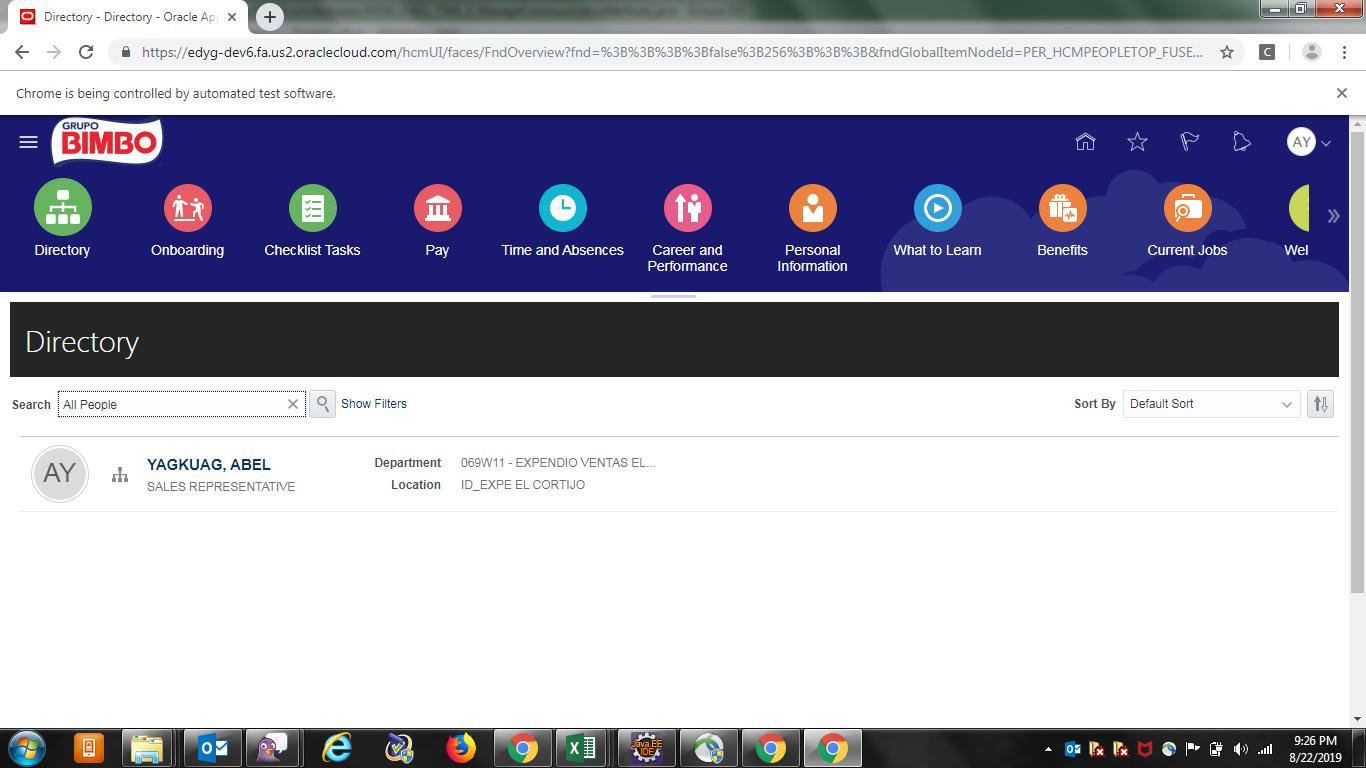 Directory - Directory - Oracle Ap
https://edyg-dev6.fa.us2.oraclecloud.com/hcmUI/faces/FndOverview?fnd=%3B%3B%3B%3Bfalse%3B256%3B%3B%3B&fndGlobalItemNodeId=PER_HCMPEOPLETOP_FUSE...
C
Chrome is being controlled by automated test software.
GRUPO
BIMBO
AY
Directory
Onboarding
Checklist Tasks
Pay
Time and Absences
Career and
Performance
Personal
Information
What to Learn
Benefits
Current Jobs
Wel
Directory
Search
All People
Show Filters
Sort By
Default Sort
AY
YAGKUAG, ABEL
SALES REPRESENTATIVE
Department
069W11 - EXPENDIO VENTAS EL...
Location
ID_EXPE EL CORTIJO
Java EE
IDE
9:26 PM
8/22/2019